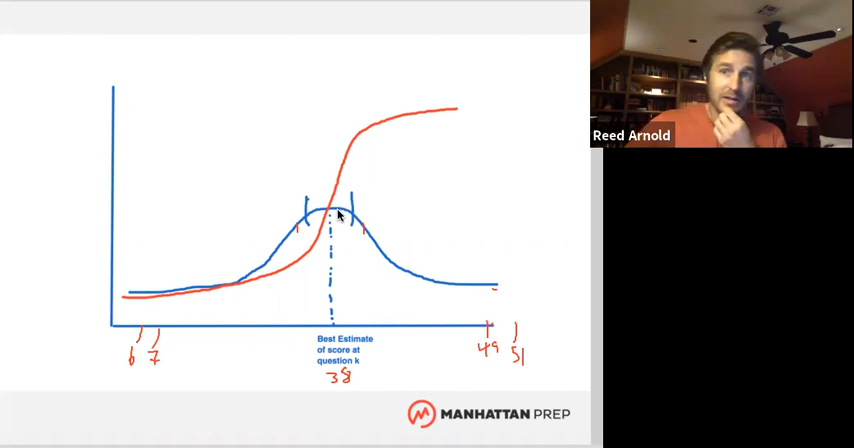 Reed Arnold
6
7
Best Estimate
of score at
question k
38
49
51
MANHATTAN PREP